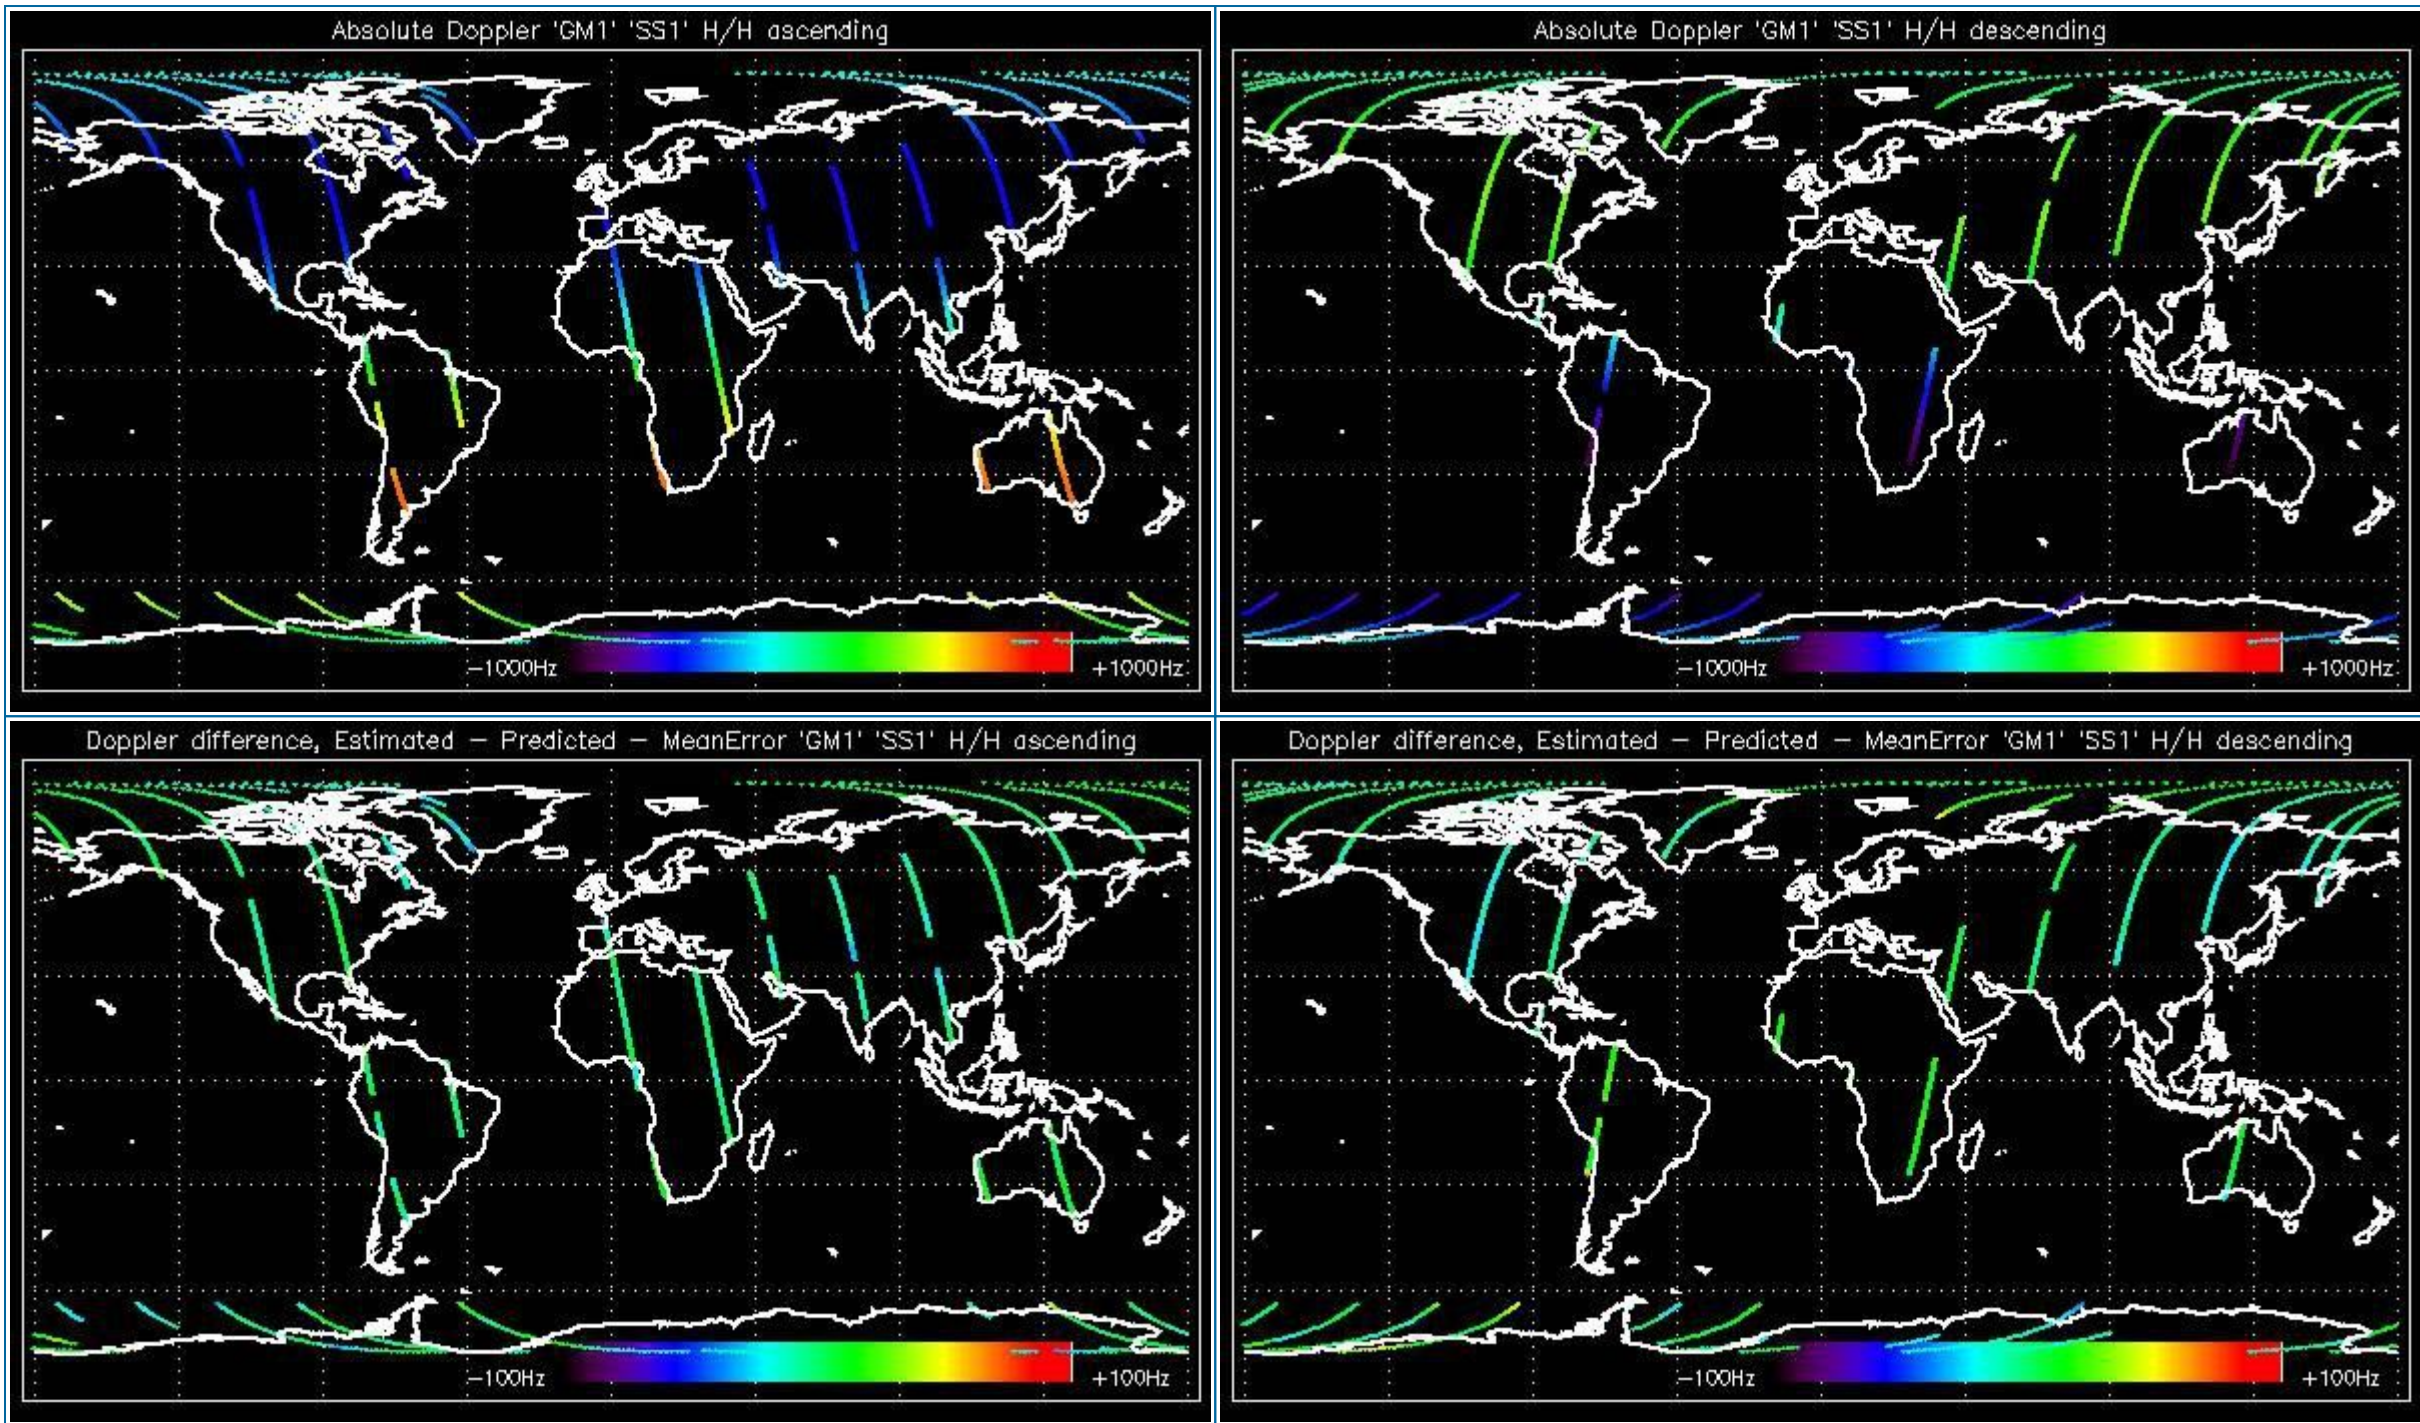 Absolute Doppler 'GM1' 'SS1' H/H ascending
−1000Hz
+1000Hz
Absolute Doppler 'GM1' 'SS1' H/H descending
−1000Hz
+1000Hz
Doppler difference, Estimated − Predicted − MeanError 'GM1' 'SS1' H/H ascending
−100Hz
+100Hz
Doppler difference, Estimated − Predicted − MeanError 'GM1' 'SS1' H/H descending
−100Hz
+100Hz